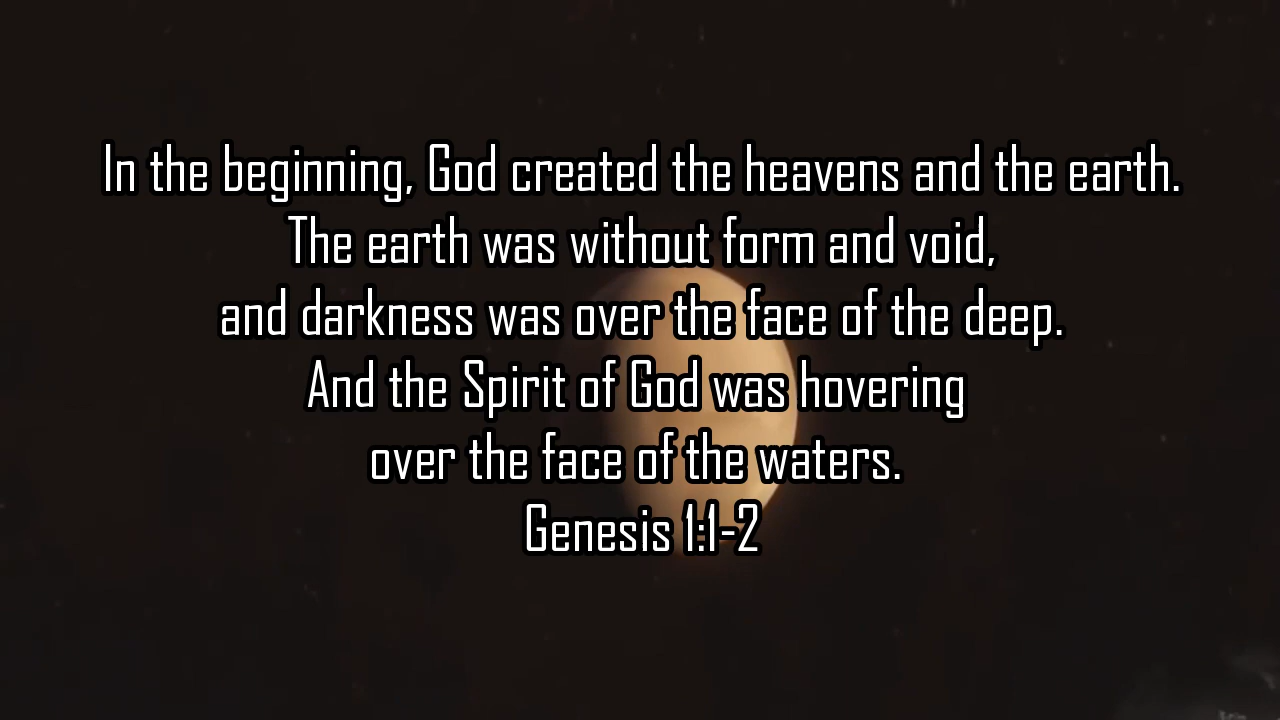 In the beginning, God created the heavens and the earth.
The earth was without form and void,
and darkness was over the face of the deep.
And the Spirit of God was hovering
over the face of the waters.
Genesis 1:1-2